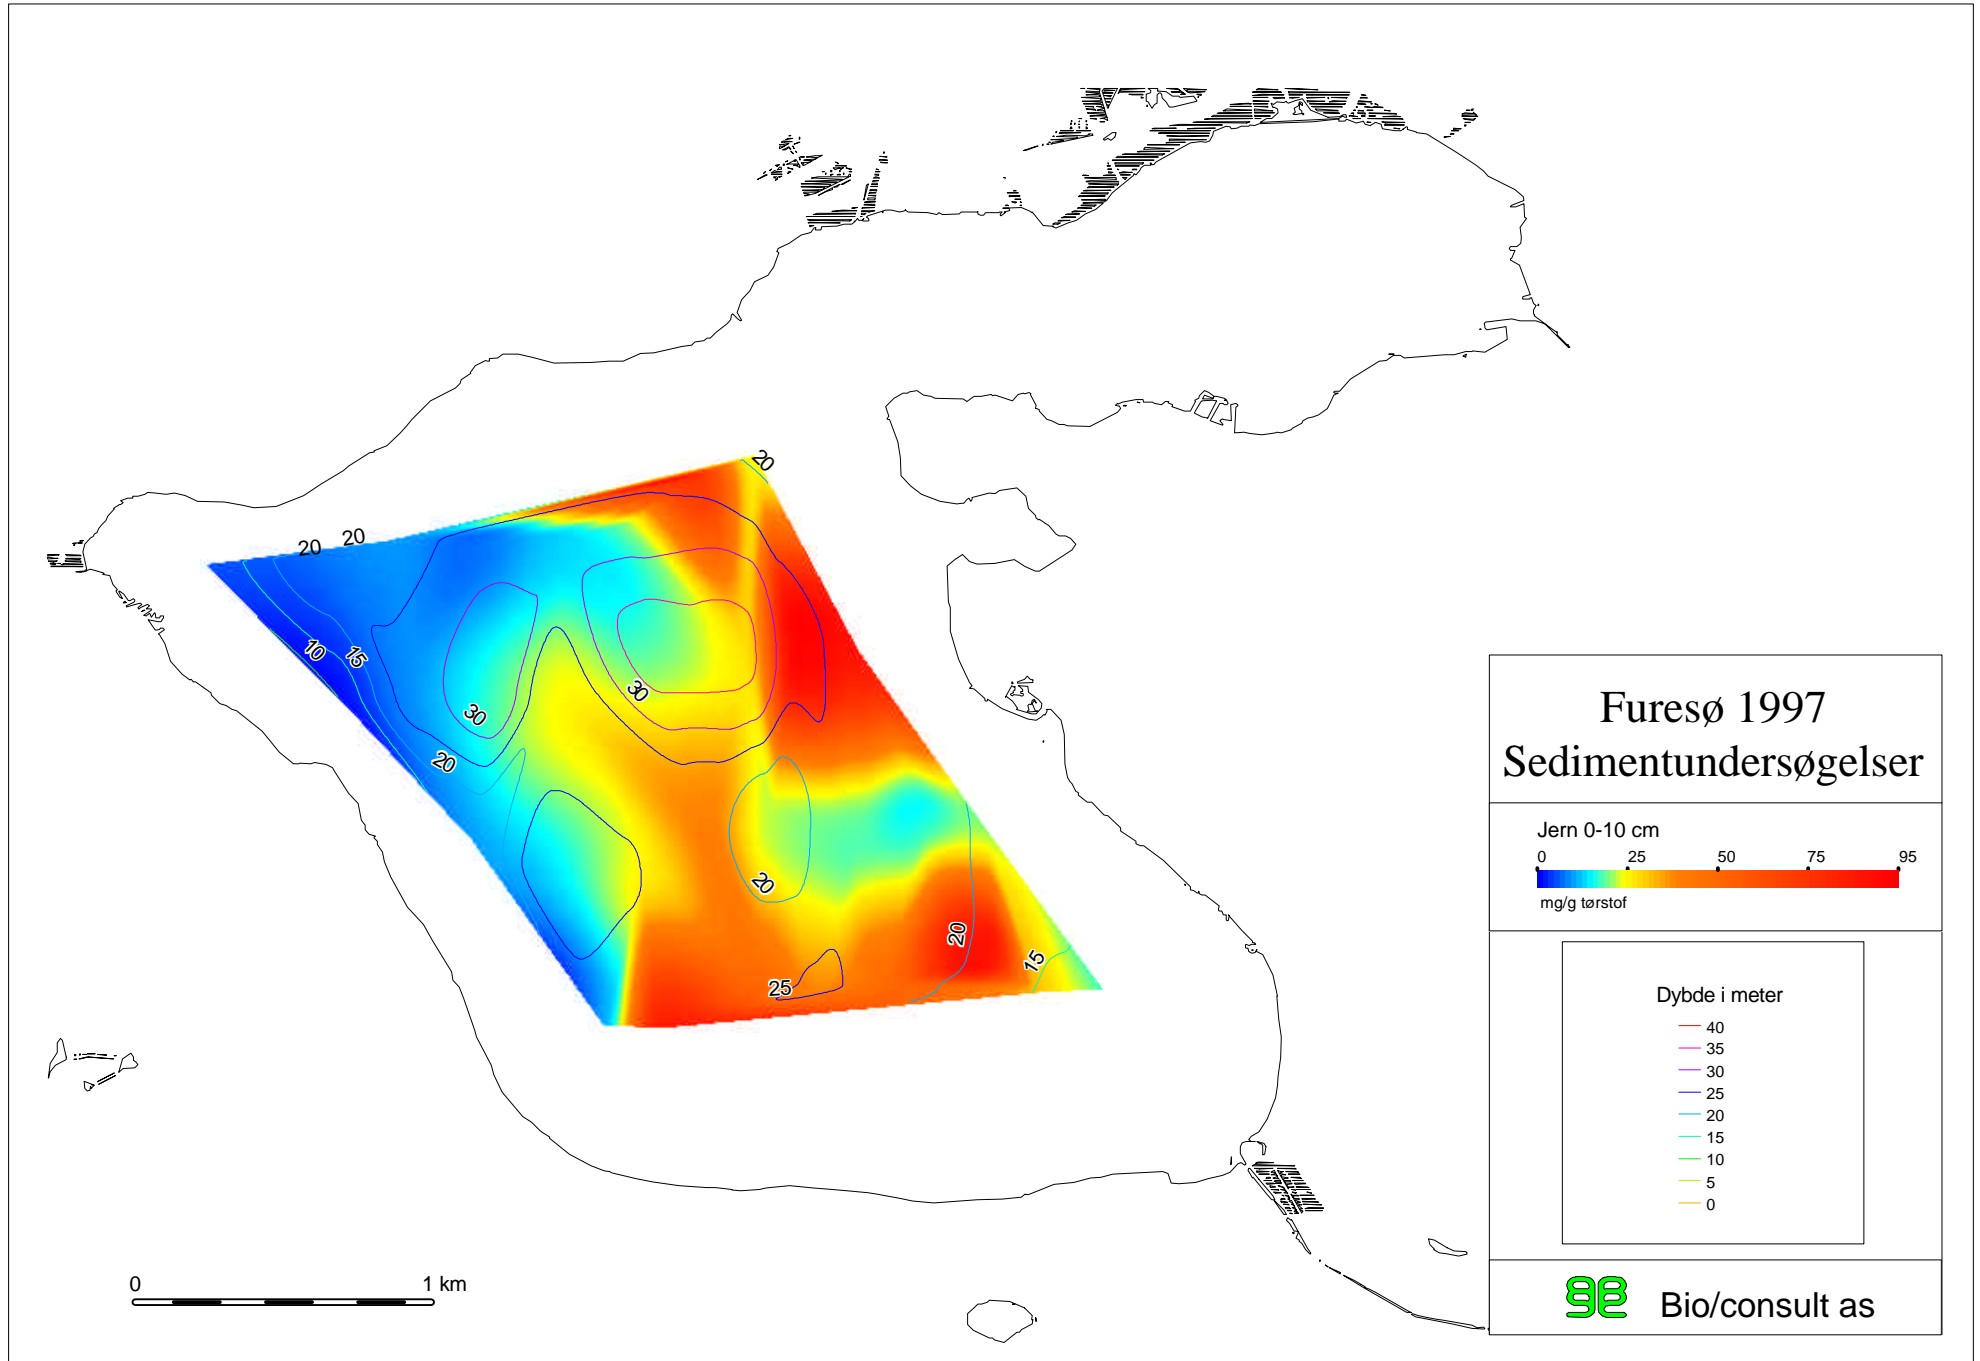 20
20
20
10
15
30
30
20
20
20
15
25
Furesø 1997
Sedimentundersøgelser
Jern 0-10 cm
0 25 50 75 95
mg/g tørstof
Dybde i meter
40
35
30
25
20
15
10
5
0
0 1 km
Bio/consult as